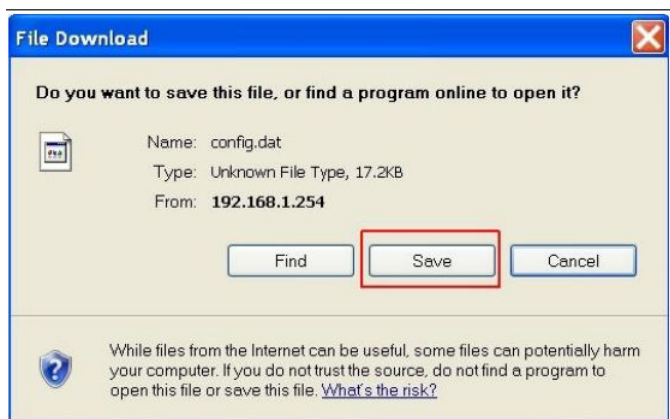 File Download
Do you want to save this file, or find a program online to open it?
Name: config.dat
Type: Unknown File Type, 17.2KB
From: 192.168.1.254
Find Save Cancel
While files from the Internet can be useful, some files can potentially harm
your computer. If you do not trust the source, do not find a program to
open this file or save this file. What's the risk?